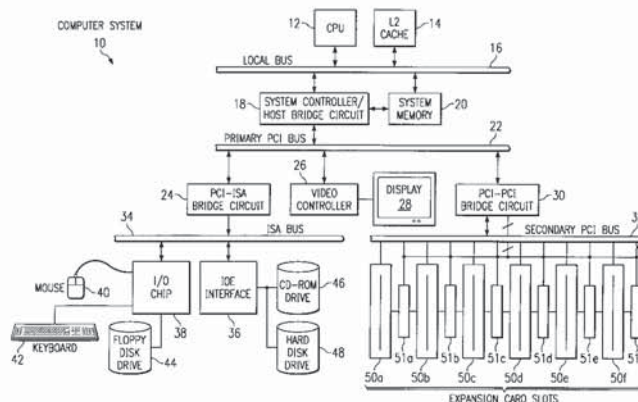 COMPUTER SYSTEM
10
12
CPU
L2 CACHE
14
LOCAL BUS
16
18
SYSTEM CONTROLLER/ HOST BRIDGE CIRCUIT
SYSTEM MEMORY
20
PRIMARY PCI BUS
22
24
PCI-ISA BRIDGE CIRCUIT
26
VIDEO CONTROLLER
DISPLAY
28
PCI-PCI BRIDGE CIRCUIT
30
34
ISA BUS
SECONDARY PCI BUS
MOUSE
40
I/O CHIP
38
IDE INTERFACE
36
CD-ROM DRIVE
46
42
KEYBOARD
FLOPPY DISK DRIVE
44
HARD DISK DRIVE
48
51a
51b
51c
51d
51e
51f
50a
50b
50c
50d
50e
50f
EXPANSION CARD SLOTS